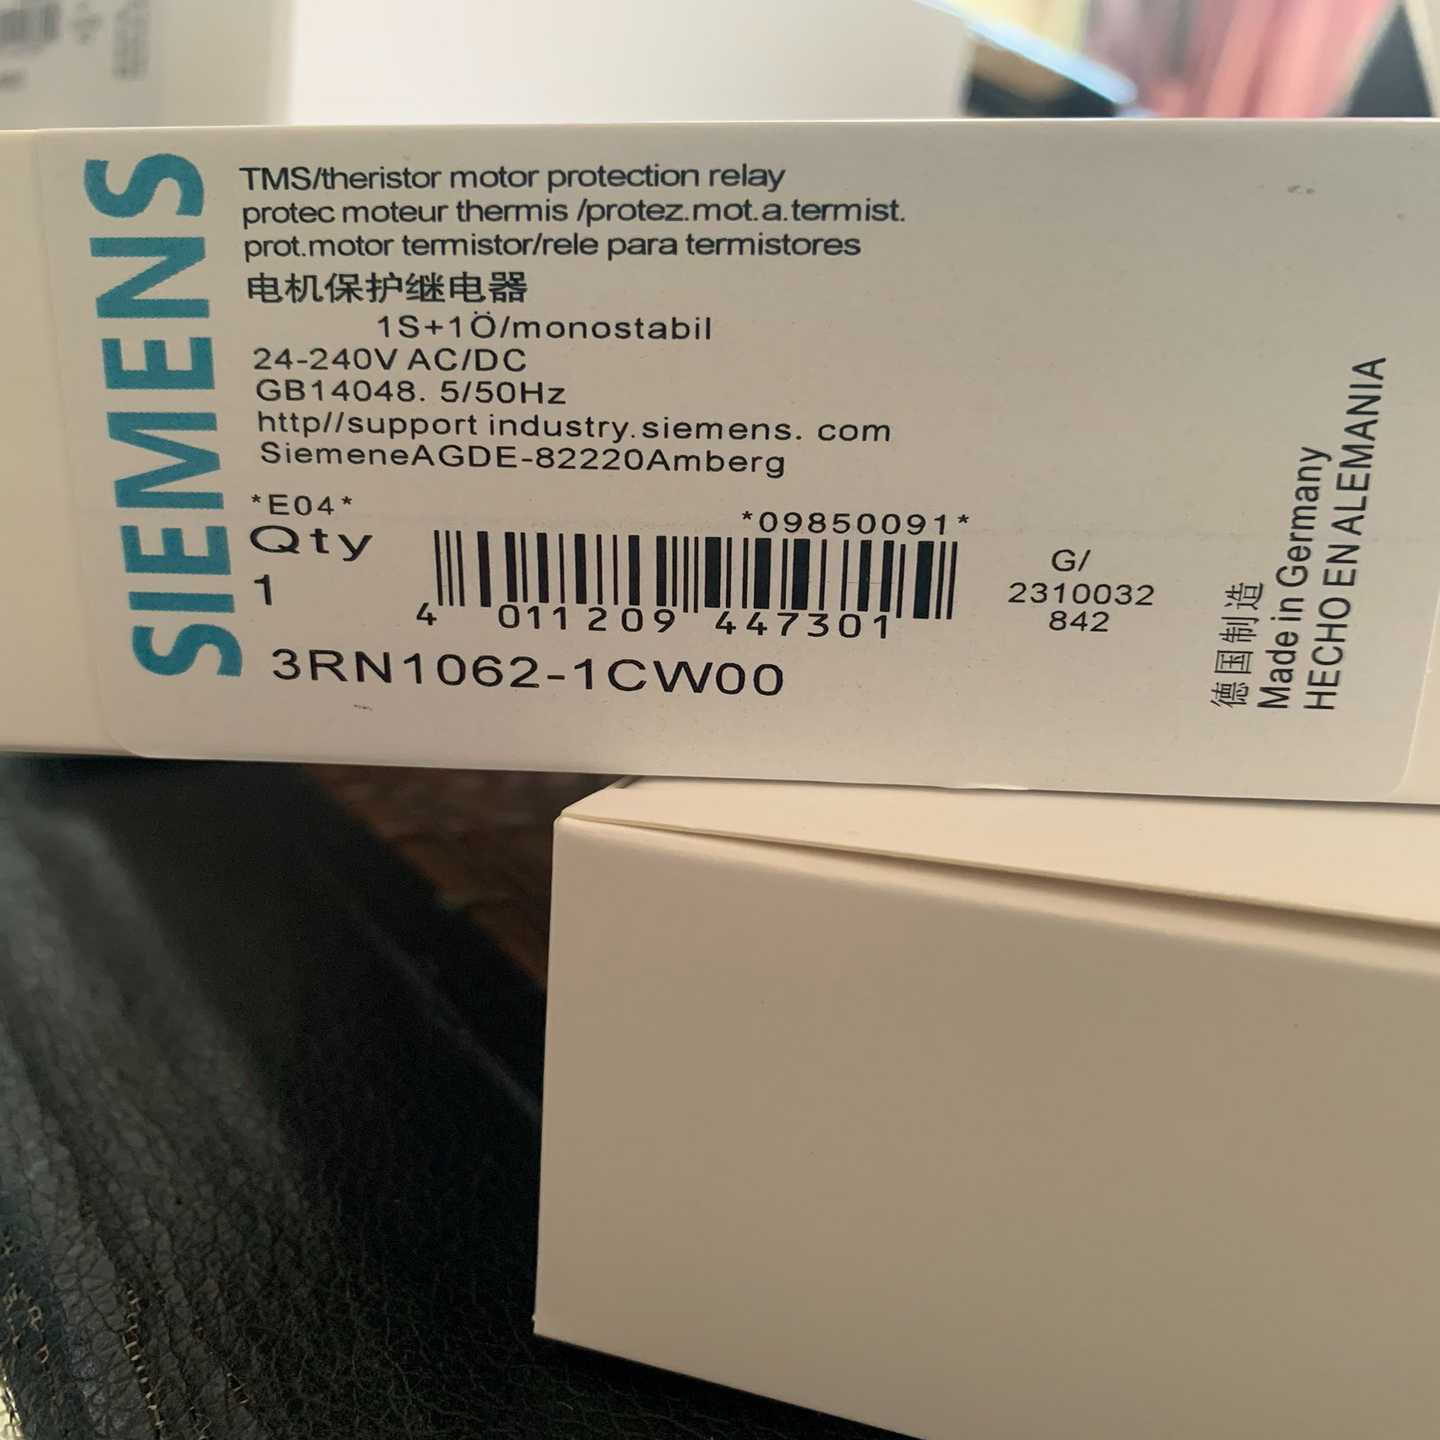 SIEMENS
TMS/theristor motor protection relay
protec moteur thermis /protez.mot.a.termist.
prot.motor termistor/rele para termistores
电机保护继电器
1S+1Ö/monostabil
24-240V AC/DC
GB14048. 5/50Hz
http//support industry.siemens. com
SiemeneAGDE-82220Amberg
*E04*
*09850091*
Qty
1
4 011209 447301
G/
2310032
842
3RN1062-1CW00
德国制造
Made in Germany
HECHO EN ALEMANIA